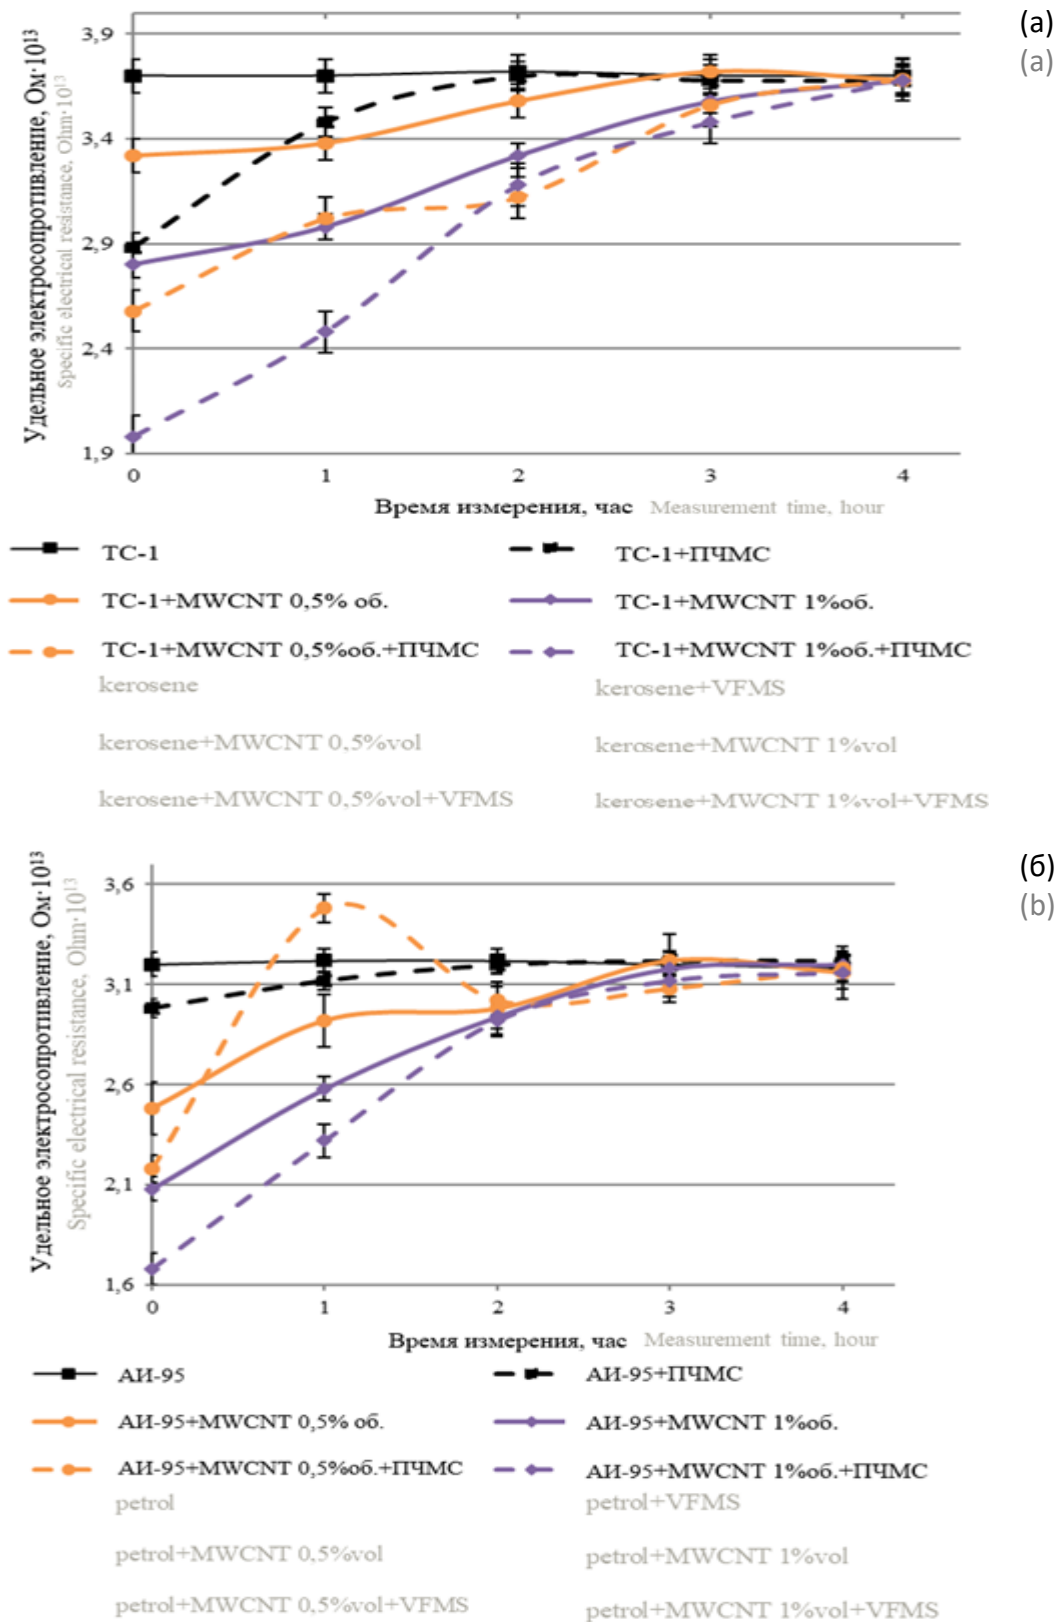 (а)
(a)
Удельное электросопротивление, Ом·10¹³
Specific electrical resistance, Ohm·10¹³
3,9
3,4
2,9
2,4
1,9
0 1 2 3 4
Время измерения, час Measurement time, hour
ТС-1 ТС-1+ПЧМС
ТС-1+MWCNT 0,5% об. ТС-1+MWCNT 1%об.
ТС-1+MWCNT 0,5%об.+ПЧМС ТС-1+MWCNT 1%об.+ПЧМС
kerosene kerosene+VFMS
kerosene+MWCNT 0,5%vol kerosene+MWCNT 1%vol
kerosene+MWCNT 0,5%vol+VFMS kerosene+MWCNT 1%vol+VFMS
(б)
(b)
Удельное электросопротивление, Ом·10¹³
Specific electrical resistance, Ohm·10¹³
3,6
3,1
2,6
2,1
1,6
0 1 2 3 4
Время измерения, час Measurement time, hour
АИ-95 АИ-95+ПЧМС
АИ-95+MWCNT 0,5% об. АИ-95+MWCNT 1%об.
АИ-95+MWCNT 0,5%об.+ПЧМС АИ-95+MWCNT 1%об.+ПЧМС
petrol petrol+VFMS
petrol+MWCNT 0,5%vol petrol+MWCNT 1%vol
petrol+MWCNT 0,5%vol+VFMS petrol+MWCNT 1%vol+VFMS